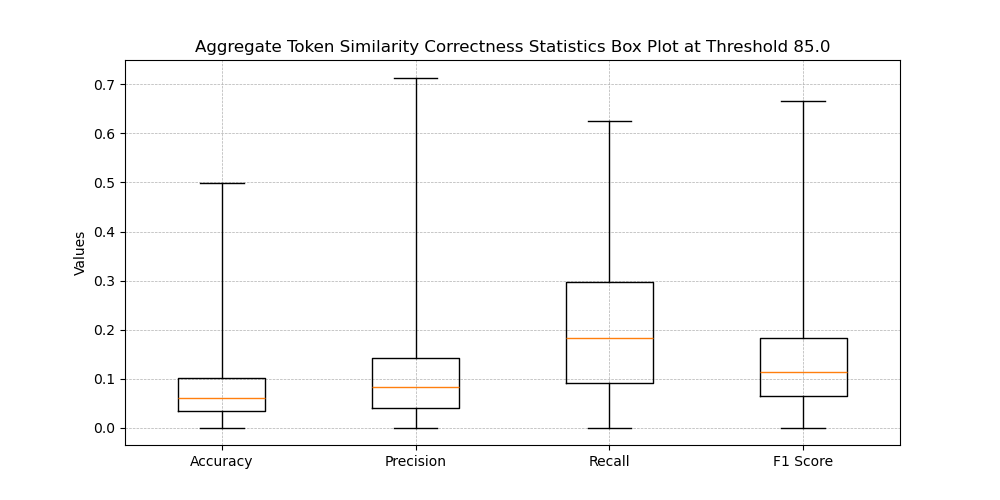 Aggregate Token Similarity Correctness Statistics Box Plot at Threshold 85.0
0.7
0.6
0.5
0.4
0.3
0.2
0.1
0.0
Values
Accuracy
Precision
Recall
F1 Score